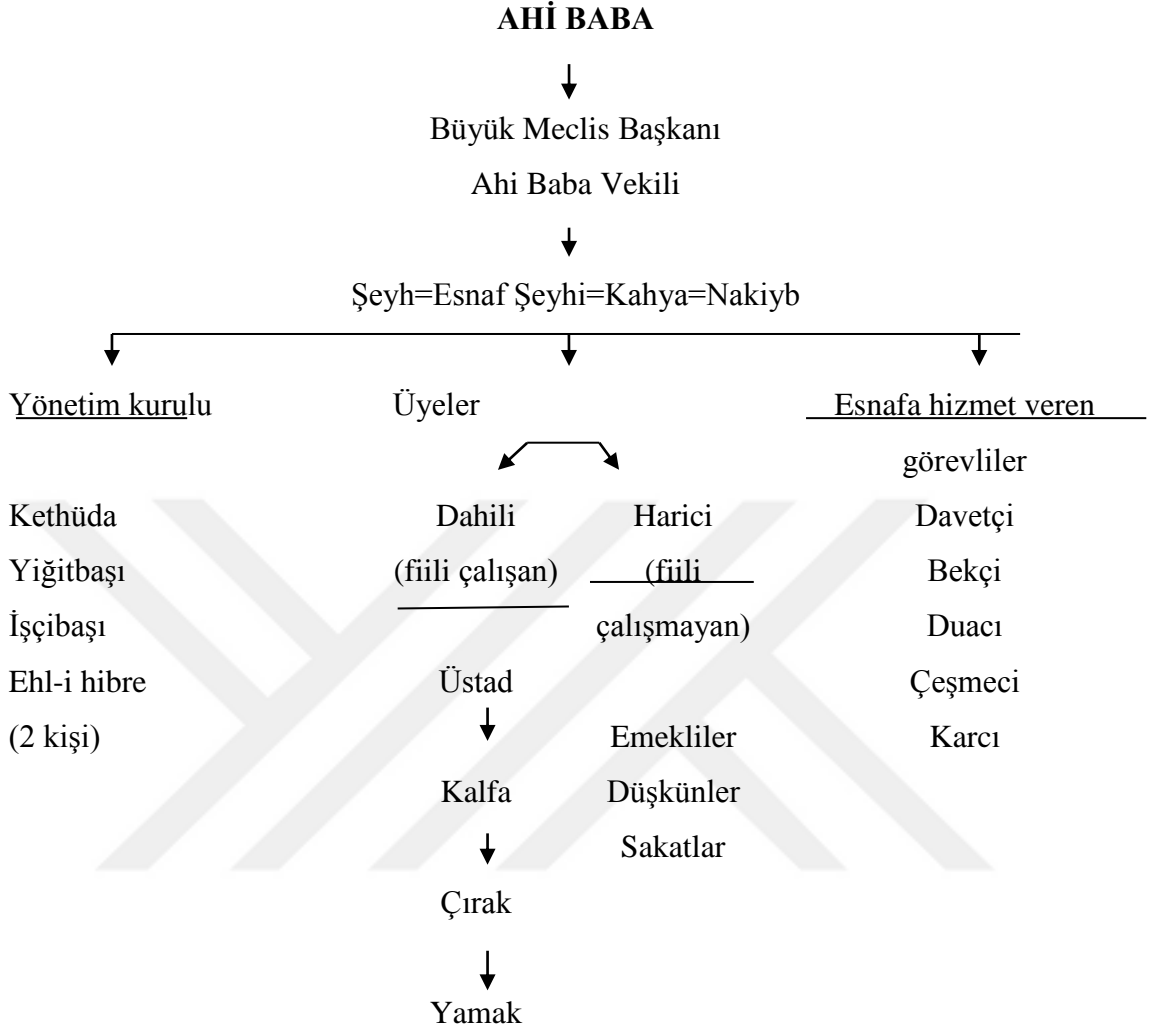 AHİ BABA
Büyük Meclis Başkanı
Ahi Baba Vekili
Şeyh=Esnaf Şeyhi=Kahya=Nakiyb
Yönetim kurulu Üyeler Esnafa hizmet veren
görevliler
Kethüda Dahili Harici Davetçi
Yiğitbaşı (fiili çalışan) (fiili Bekçi
İşçibaşı çalışmayan) Duacı
Ehl-i hibre Üstad Çeşmeci
(2 kişi) Emekliler Karcı
Kalfa Düşkünler
Sakatlar
Çırak
Yamak